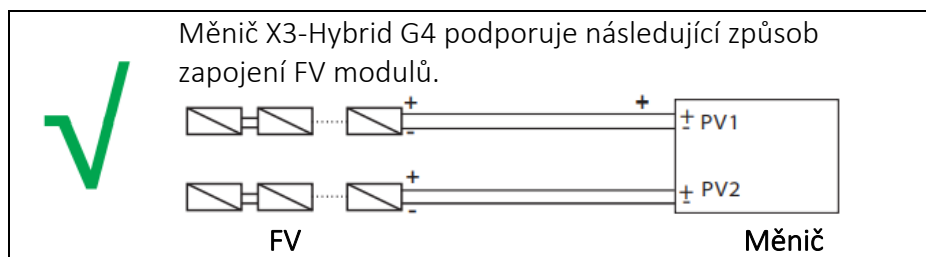 Měnič X3-Hybrid G4 podporuje následující způsob
zapojení FV modulů.
+ +
- ± PV1
+
- ± PV2
FV Měnič